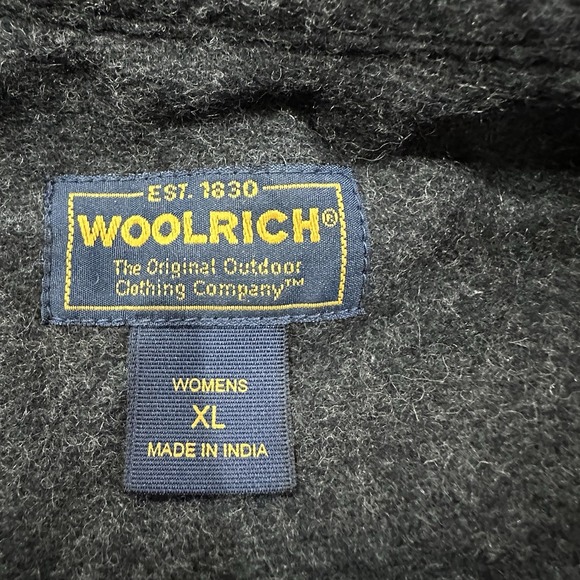 EST. 1830
WOOLRICH®
The Original Outdoor
Clothing Company™
WOMENS
XL
MADE IN INDIA